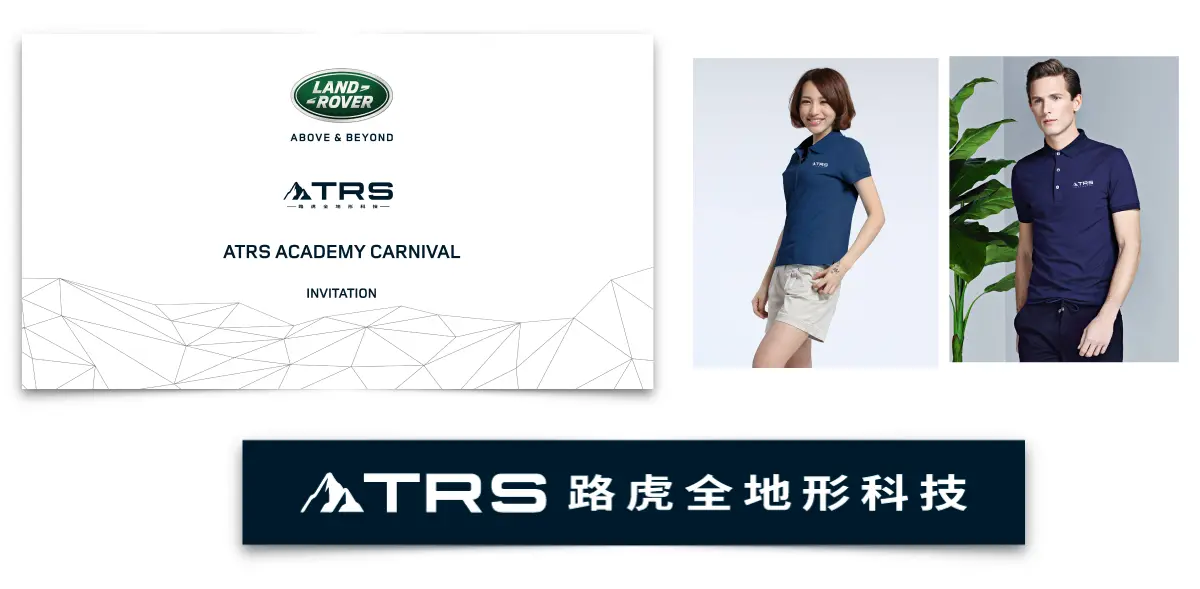 LAND
ROVER
ABOVE & BEYOND
ATRS
路虎全地形科技
ATRS ACADEMY CARNIVAL
INVITATION
ATRS
ATRS
ATRS 路虎全地形科技